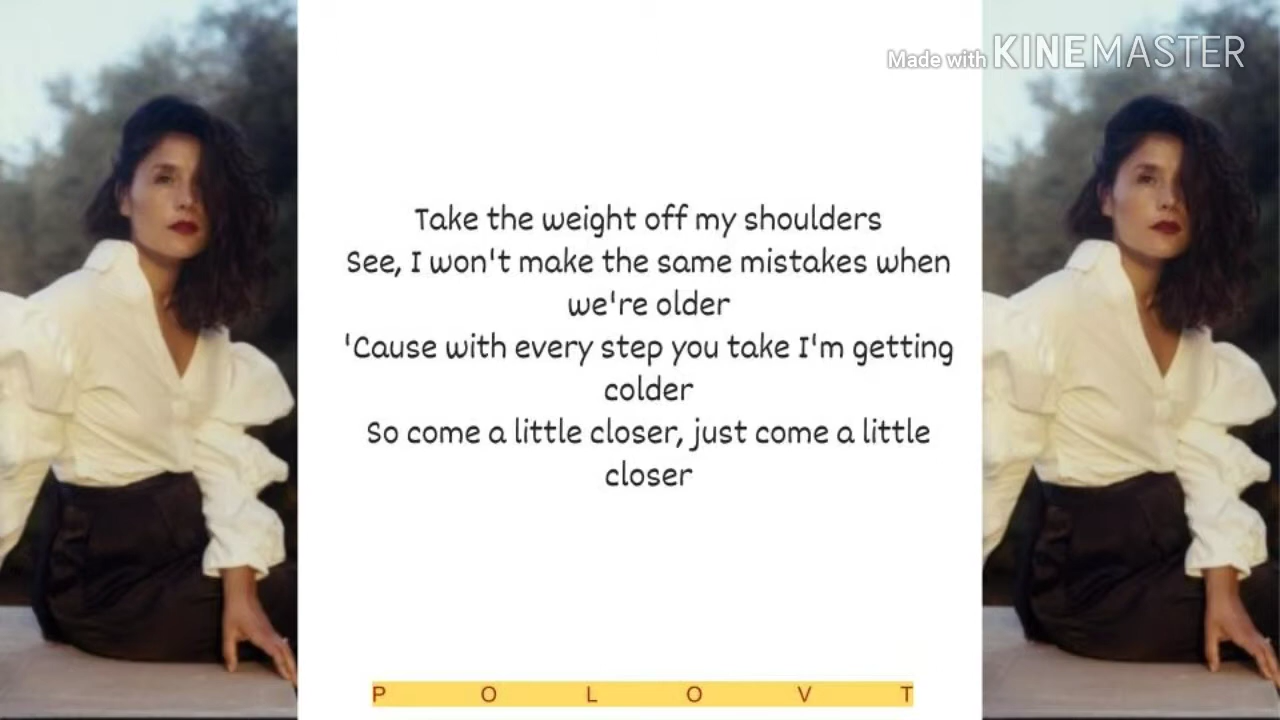 Made with KINEMASTER
Take the weight off my shoulders
See, I won't make the same mistakes when
we're older
'Cause with every step you take I'm getting
colder
So come a little closer, just come a little
closer
P O L O V T